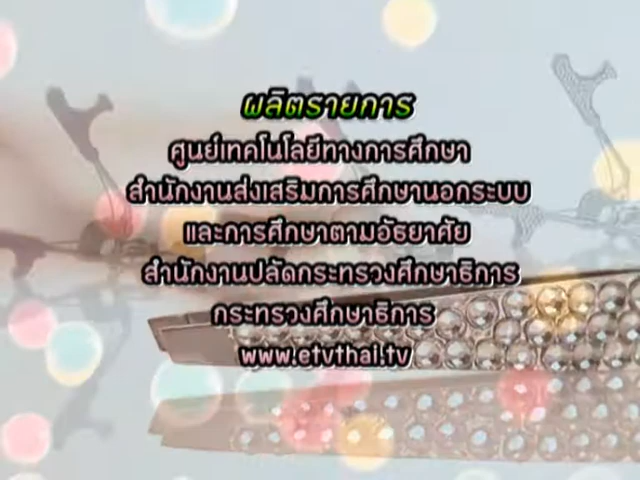 ผลิตรายการ
ศูนย์เทคโนโลยีทางการศึกษา
สำนักงานส่งเสริมการศึกษานอกระบบ
และการศึกษาตามอัธยาศัย
สำนักงานปลัดกระทรวงศึกษาธิการ
กระทรวงศึกษาธิการ
www.etvthai.tv